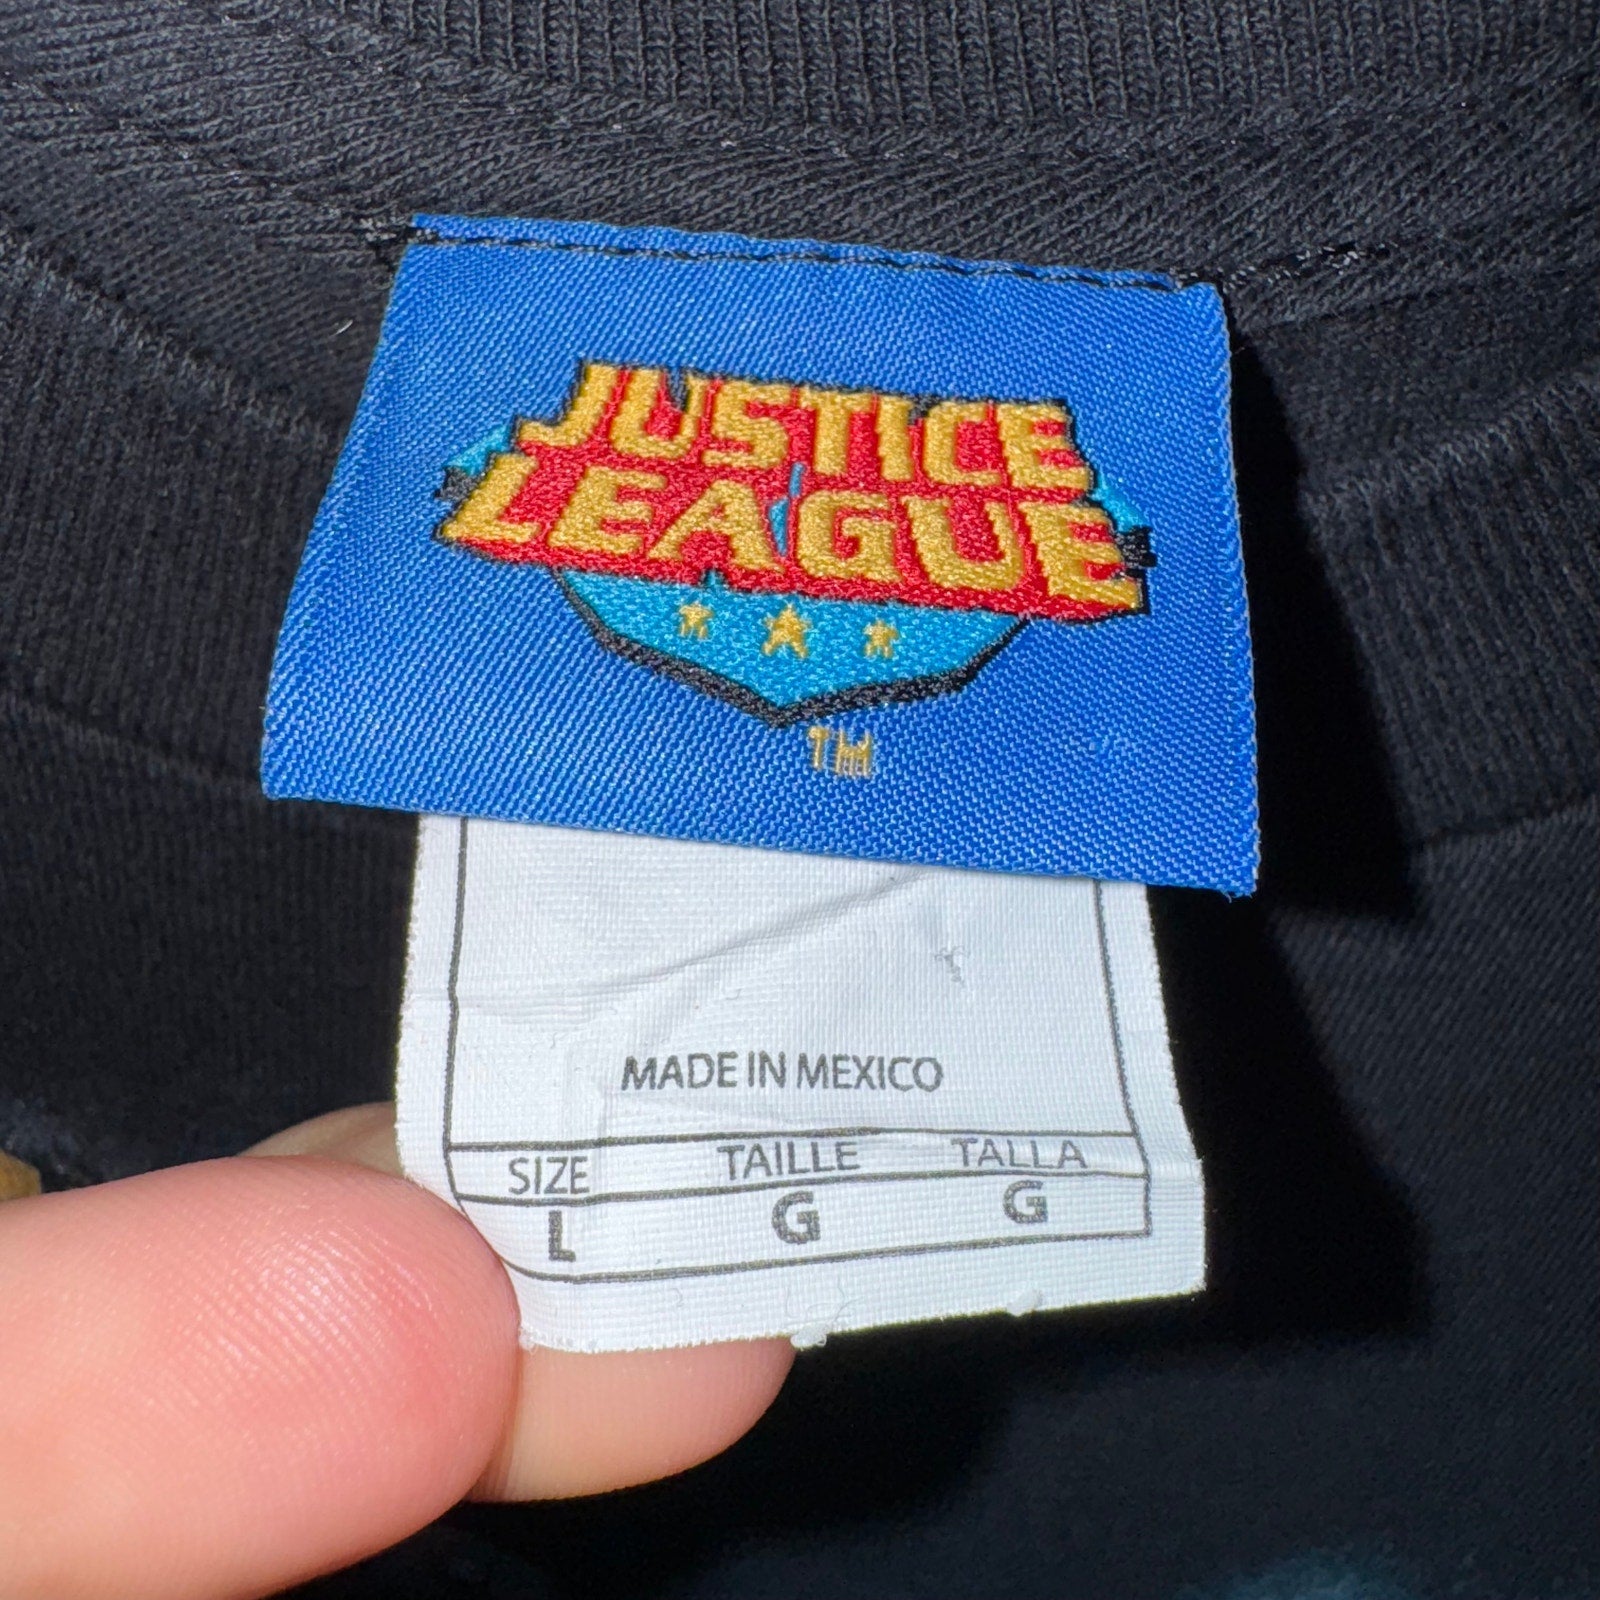 JUSTICE
LEAGUE
TM
MADE IN MEXICO
SIZE TAILLE TALLA
L G G